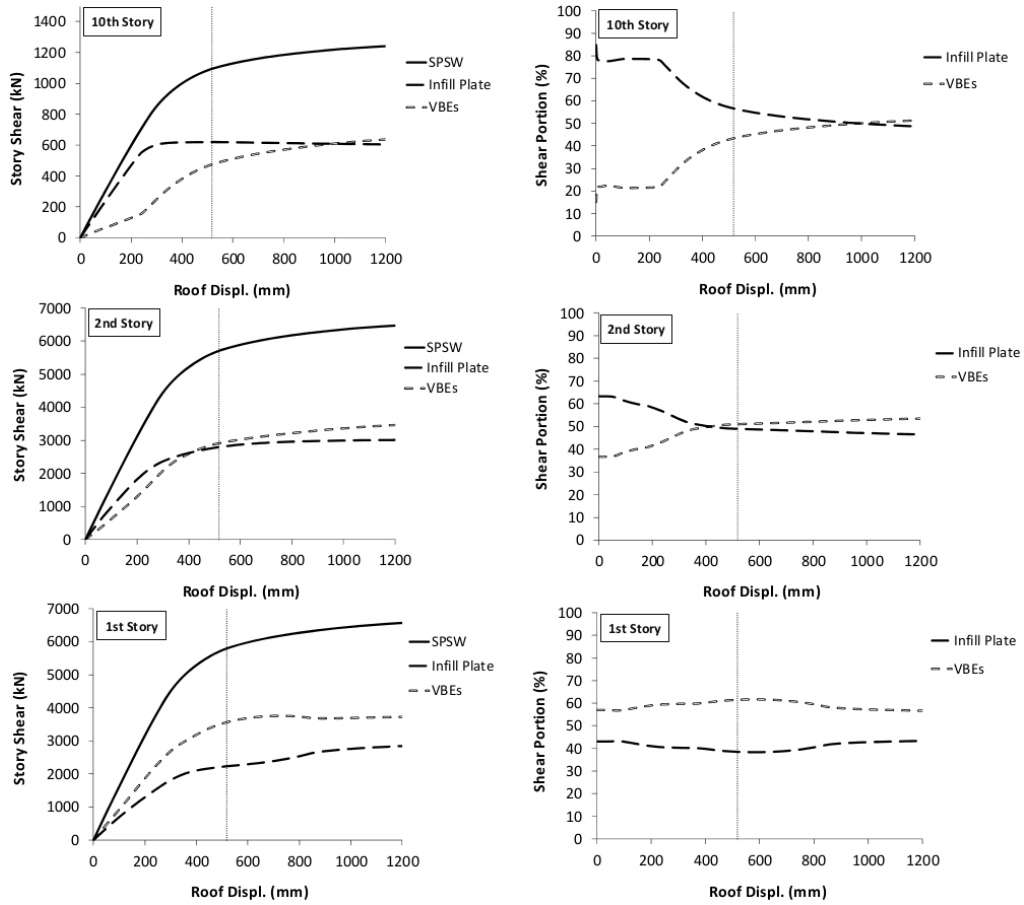 10th Story
Story Shear (kN)
1400
1200
1000
800
600
400
200
0
0 200 400 600 800 1000 1200
Roof Displ. (mm)
SPSW
Infill Plate
VBEs
10th Story
Shear Portion (%)
100
90
80
70
60
50
40
30
20
10
0
0 200 400 600 800 1000 1200
Roof Displ. (mm)
Infill Plate
VBEs
2nd Story
Story Shear (kN)
7000
6000
5000
4000
3000
2000
1000
0
0 200 400 600 800 1000 1200
Roof Displ. (mm)
SPSW
Infill Plate
VBEs
2nd Story
Shear Portion (%)
100
90
80
70
60
50
40
30
20
10
0
0 200 400 600 800 1000 1200
Roof Displ. (mm)
Infill Plate
VBEs
1st Story
Story Shear (kN)
7000
6000
5000
4000
3000
2000
1000
0
0 200 400 600 800 1000 1200
Roof Displ. (mm)
SPSW
Infill Plate
VBEs
1st Story
Shear Portion (%)
100
90
80
70
60
50
40
30
20
10
0
0 200 400 600 800 1000 1200
Roof Displ. (mm)
Infill Plate
VBEs